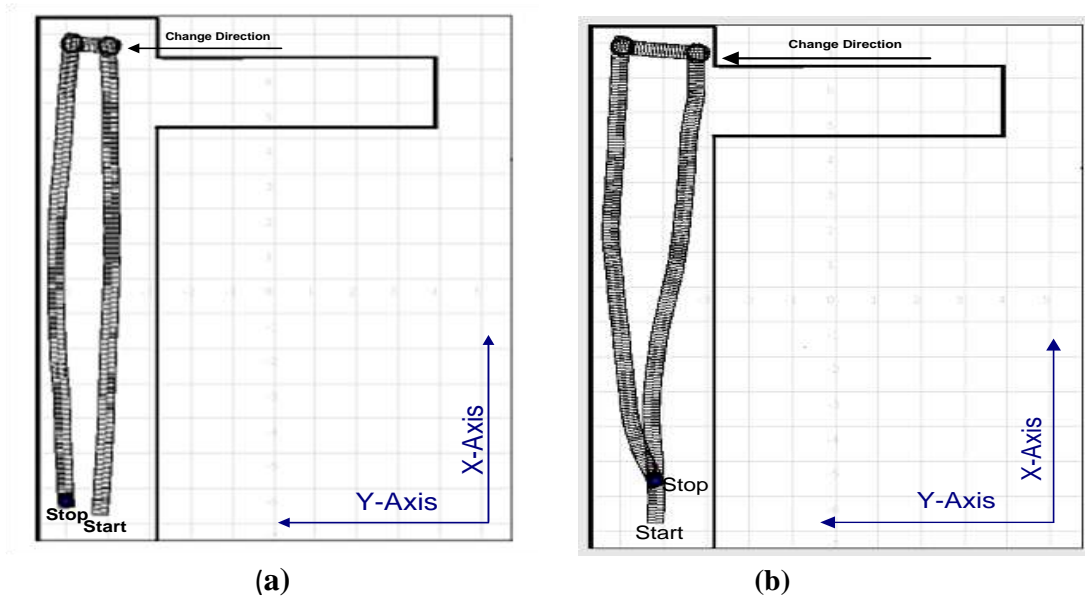 Change Direction
X-Axis
Y-Axis
Stop
Start
(a)
Change Direction
X-Axis
Y-Axis
Stop
Start
(b)